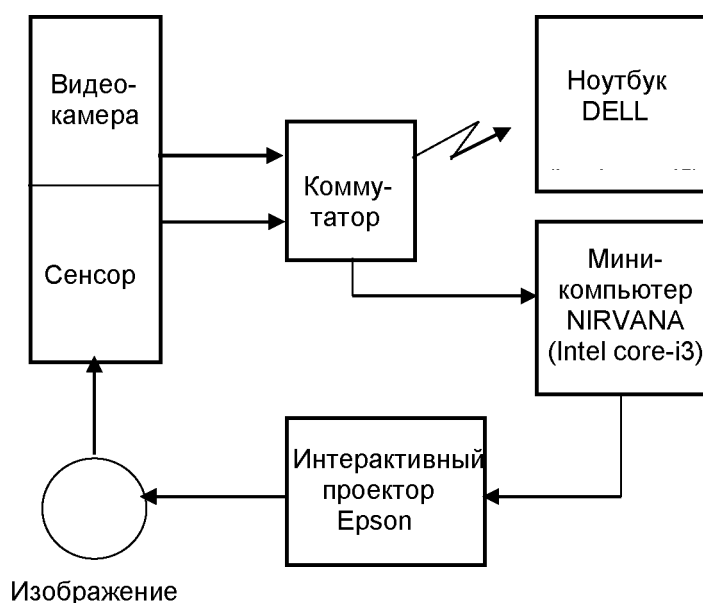 Видео-
камера
Сенсор
Комму-
татор
Ноутбук
DELL
Мини-
компьютер
NIRVANA
(Intel core-i3)
Интерактивный
проектор
Epson
Изображение